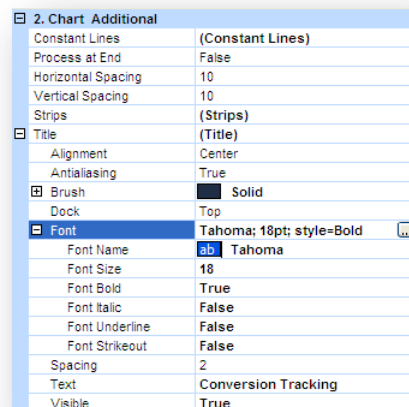 2. Chart Additional
Constant Lines (Constant Lines)
Process at End False
Horizontal Spacing 10
Vertical Spacing 10
Strips (Strips)
Title (Title)
Alignment Center
Antialiasing True
Brush Solid
Dock Top
Font Tahoma; 18pt; style=Bold ...
Font Name ab Tahoma
Font Size 18
Font Bold True
Font Italic False
Font Underline False
Font Strikeout False
Spacing 2
Text Conversion Tracking
Visible True